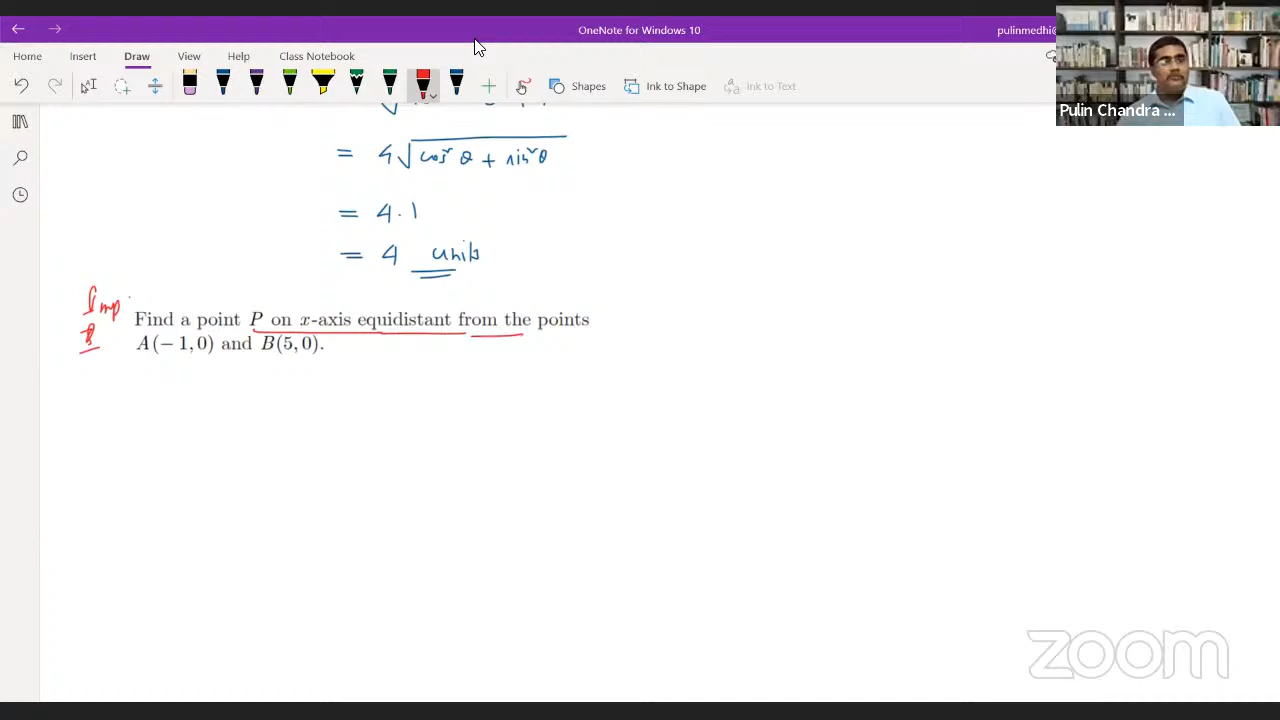 OneNote for Windows 10
pulinmedhi@
Home Insert Draw View Help Class Notebook
Shapes Ink to Shape Ink to Text
Pulin Chandra ...
= 4√cos²θ + sin²θ
= 4.1
= 4 units
Imp
Find a point P on x-axis equidistant from the points
A(−1,0) and B(5,0).
zoom